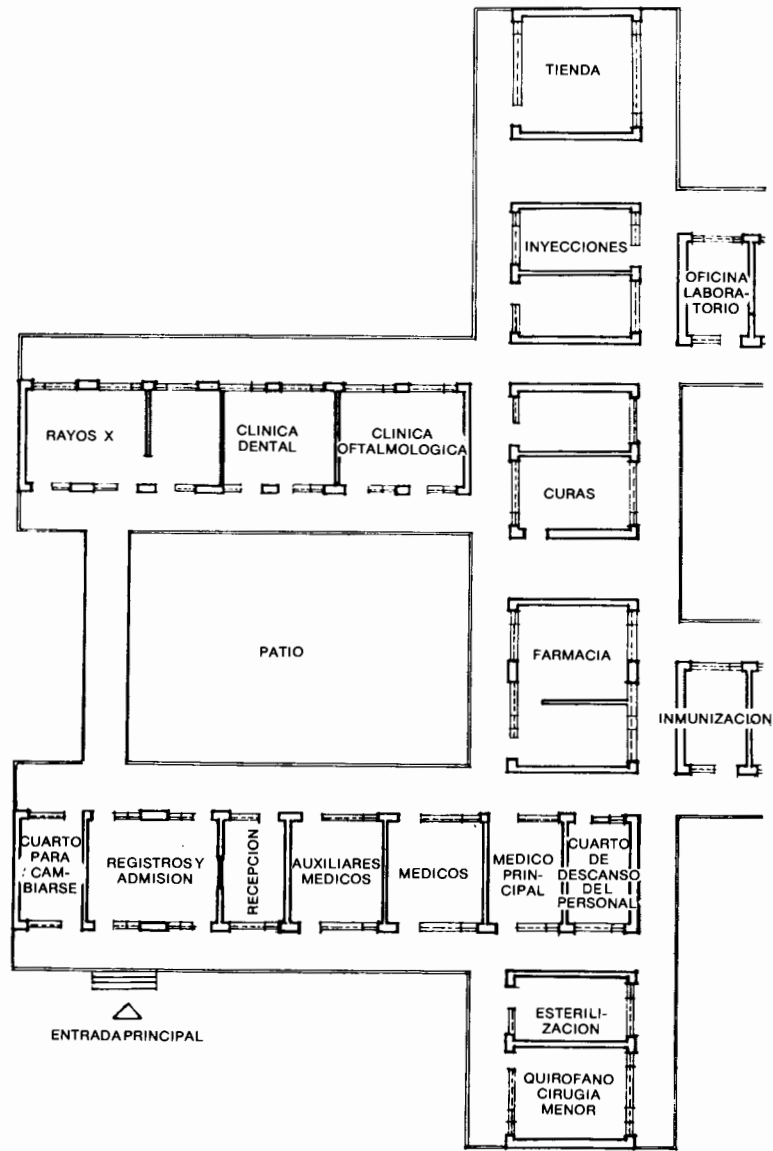 TIENDA
INYECCIONES
OFICINA
LABORA-
TORIO
RAYOS X
CLINICA
DENTAL
CLINICA
OFTALMOLOGICA
CURAS
PATIO
FARMACIA
INMUNIZACION
CUARTO
PARA
CAM-
BIARSE
REGISTROS Y
ADMISION
RECEPCION
AUXILIARES
MEDICOS
MEDICOS
MEDICO
PRIN-
CIPAL
CUARTO
DE
DESCANSO
DEL
PERSONAL
ENTRADA PRINCIPAL
ESTERILI-
ZACION
QUIROFANO
CIRUGIA
MENOR